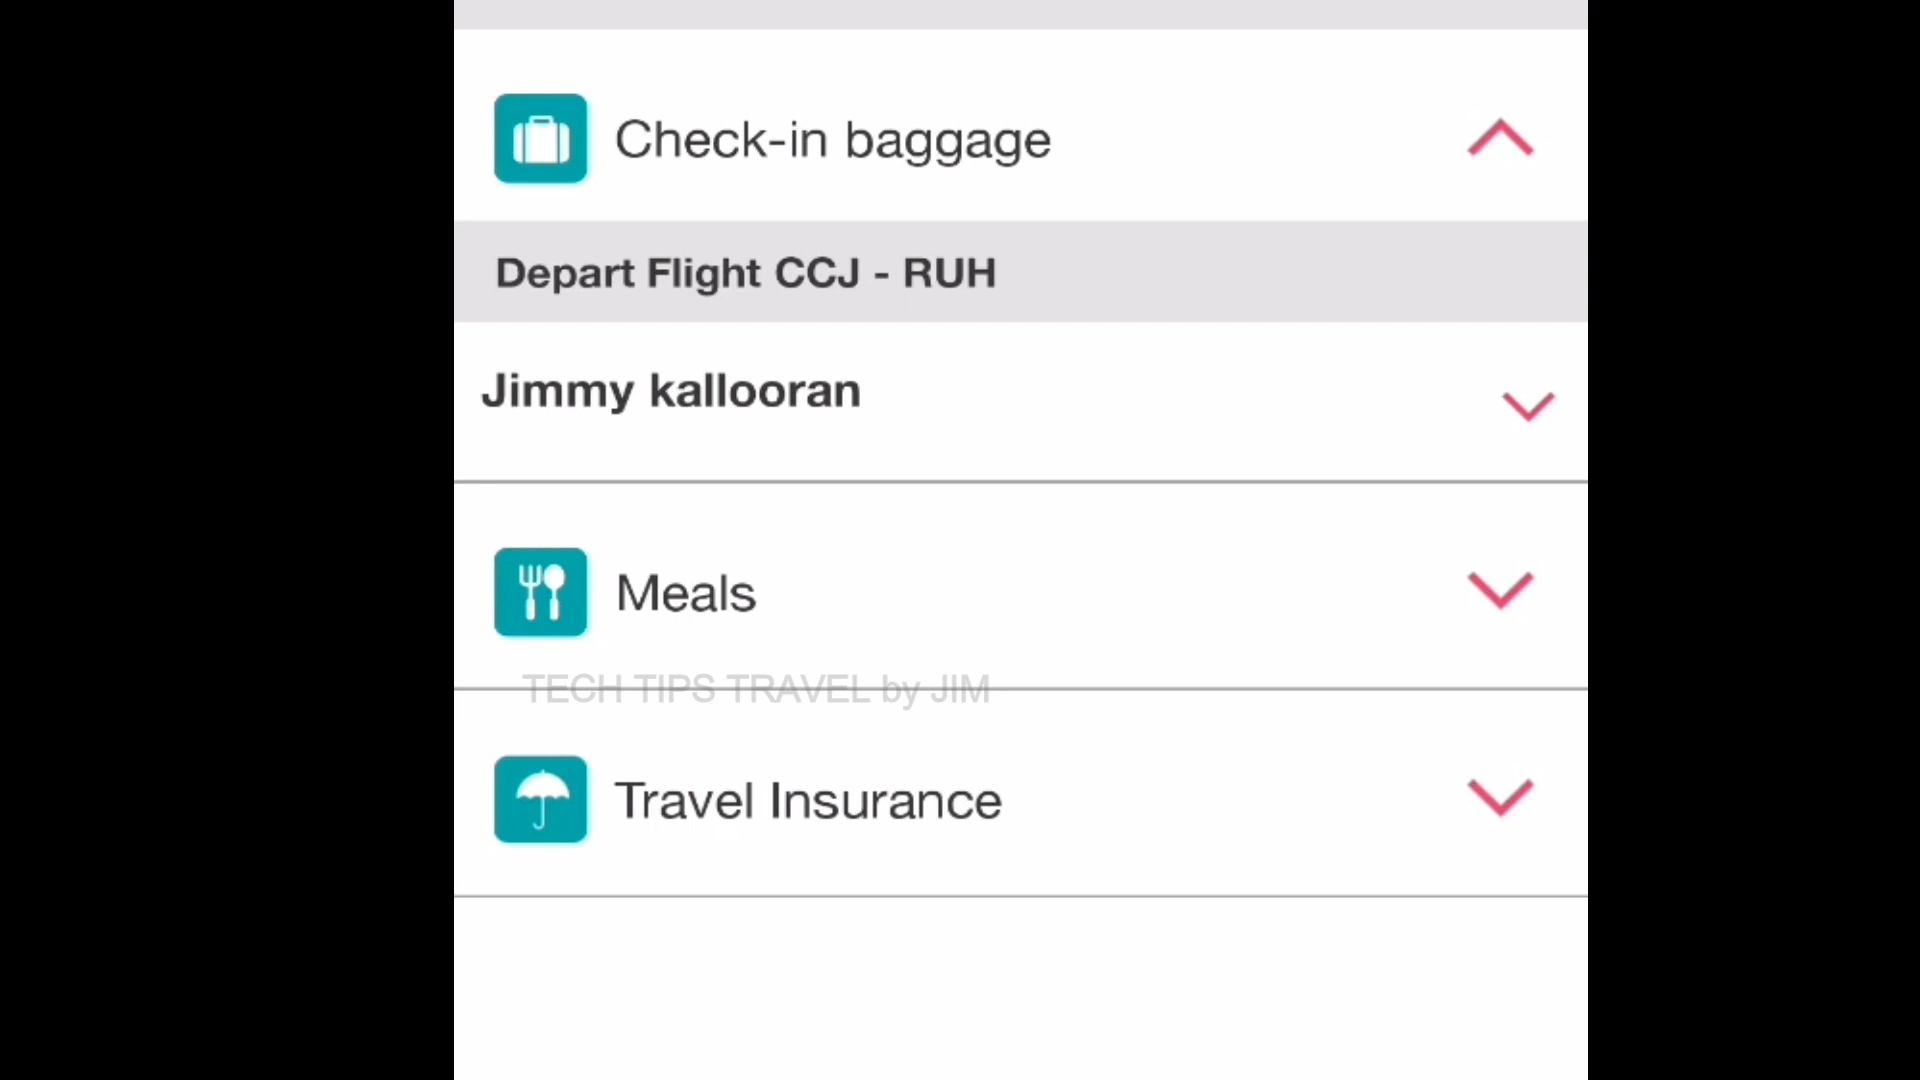 Check-in baggage
Depart Flight CCJ - RUH
Jimmy kallooran
Meals
TECH TIPS TRAVEL by JIM
Travel Insurance